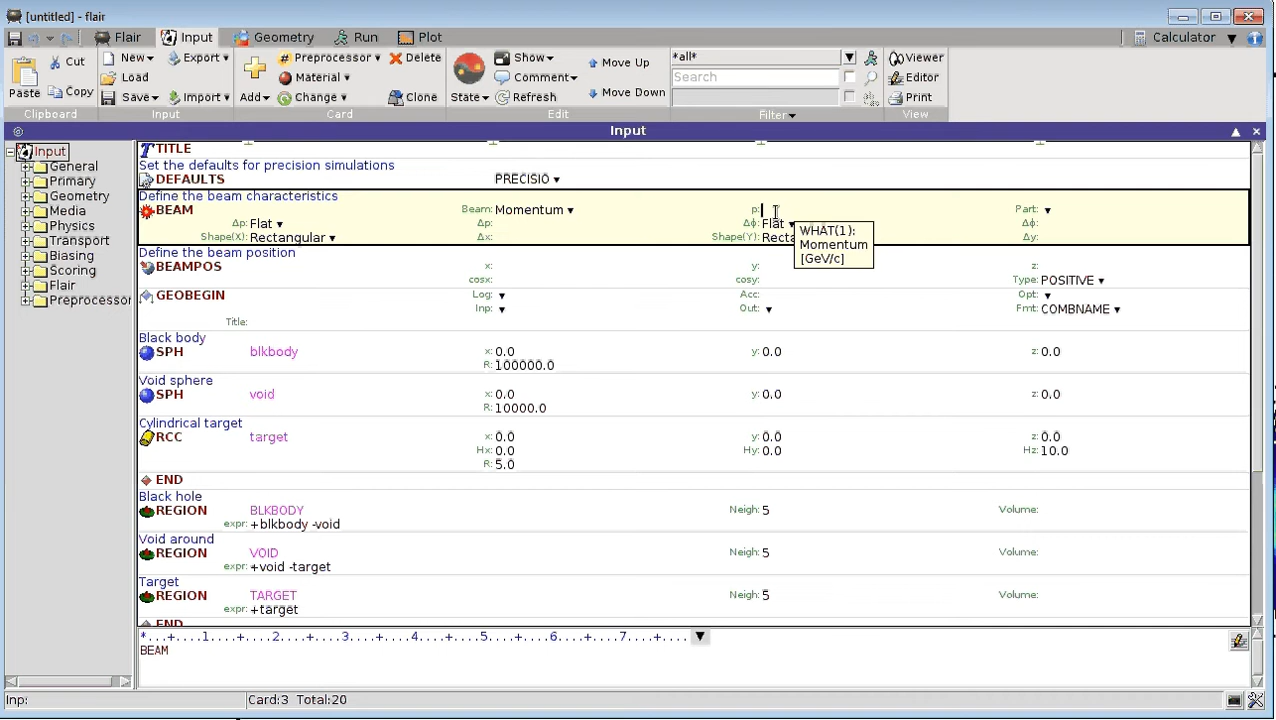 [untitled] - flair
Flair Input Geometry Run Plot Calculator
Paste Cut Copy Clipboard
New Load Save Export Import Input
Add Preprocessor Material Change Delete Clone Card
State Show Comment Refresh Move Up Move Down Edit
*all* Search Filter
Viewer Editor Print View
Input
Input
General
Primary
Geometry
Media
Physics
Transport
Biasing
Scoring
Flair
Preprocessor
TITLE
Set the defaults for precision simulations
DEFAULTS PRECISIO
Define the beam characteristics
BEAM Beam: Momentum p: Part:
Δp: Flat Δp: Δϕ: Flat Δϕ:
Shape(X): Rectangular Δx: Shape(Y): Recta Δy:
WHAT(1):
Momentum
[GeV/c]
Define the beam position
BEAMPOS x: y: z:
cosx: cosy: Type: POSITIVE
GEOBEGIN Log: Acc: Opt:
Inp: Out: Fmt: COMBNAME
Title:
Black body
SPH blkbody x: 0.0 y: 0.0 z: 0.0
R: 100000.0
Void sphere
SPH void x: 0.0 y: 0.0 z: 0.0
R: 10000.0
Cylindrical target
RCC target x: 0.0 y: 0.0 z: 0.0
Hx: 0.0 Hy: 0.0 Hz: 10.0
R: 5.0
END
Black hole
REGION BLKBODY Neigh: 5 Volume:
expr: +blkbody -void
Void around
REGION VOID Neigh: 5 Volume:
expr: +void -target
Target
REGION TARGET Neigh: 5 Volume:
expr: +target
END
*...+....1....+....2....+....3....+....4....+....5....+....6....+....7....+....
BEAM
Inp: Card:3 Total:20